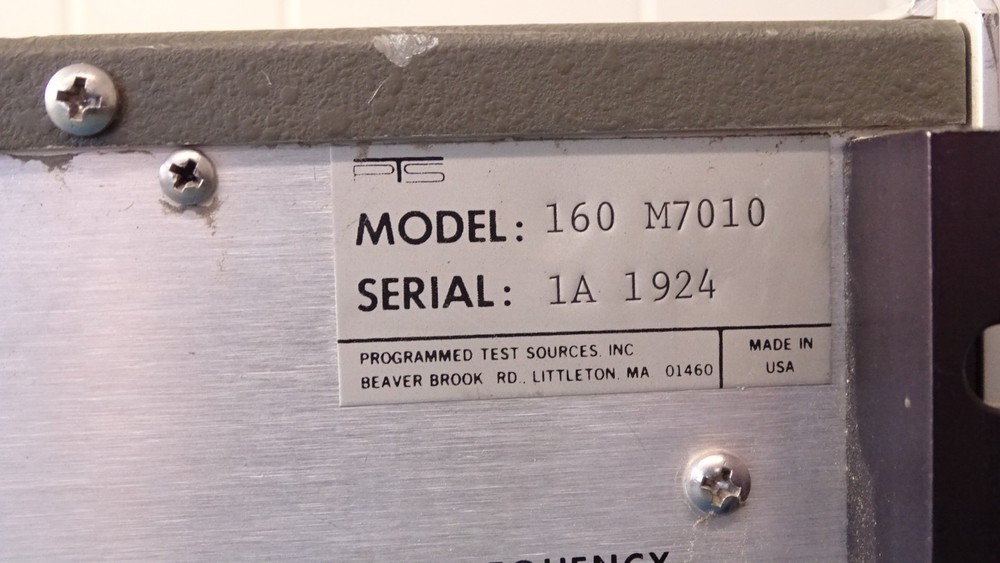 PTS
MODEL: 160 M7010
SERIAL: 1A 1924
PROGRAMMED TEST SOURCES, INC
BEAVER BROOK RD., LITTLETON, MA 01460
MADE IN
USA